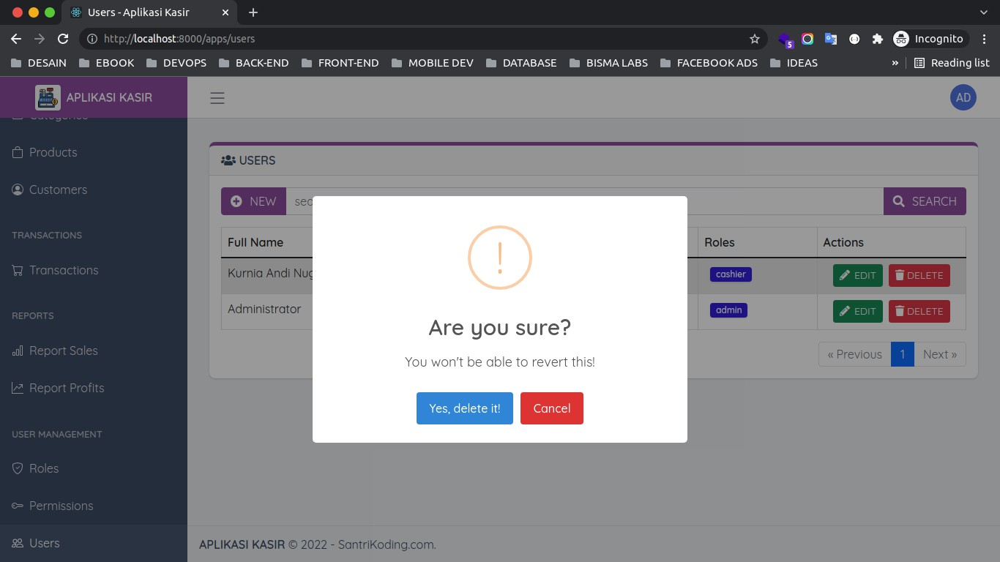 Users - Aplikasi Kasir
http://localhost:8000/apps/users
5
Incognito
DESAIN EBOOK DEVOPS BACK-END FRONT-END MOBILE DEV DATABASE BISMA LABS FACEBOOK ADS IDEAS » Reading list
APLIKASI KASIR
AD
Categories
Products
Customers
TRANSACTIONS
Transactions
REPORTS
Report Sales
Report Profits
USER MANAGEMENT
Roles
Permissions
Users
USERS
NEW
SEARCH
Full Name Roles Actions
Kurnia Andi cashier EDIT DELETE
Administrator admin EDIT DELETE
« Previous 1 Next »
!
Are you sure?
You won't be able to revert this!
Yes, delete it! Cancel
APLIKASI KASIR © 2022 - SantriKoding.com.